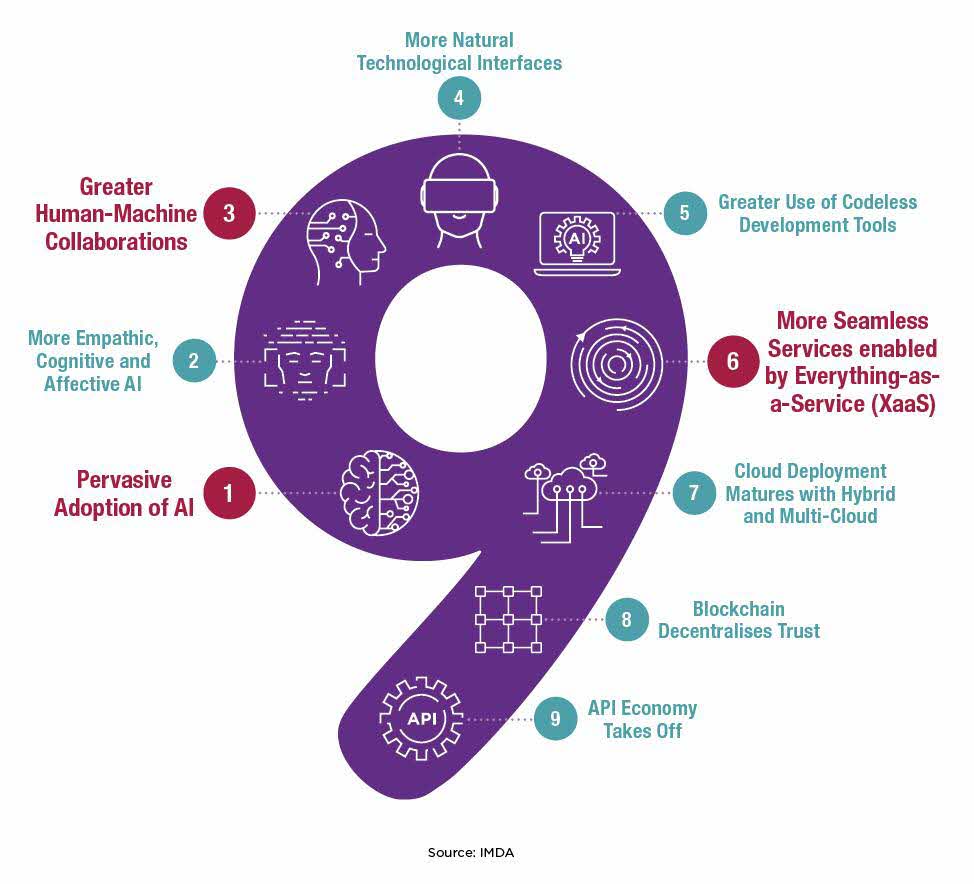 More Natural
Technological Interfaces
4
Greater
Human-Machine
Collaborations
3
5
Greater Use of Codeless
Development Tools
AI
More Empathic,
Cognitive and
Affective AI
2
6
More Seamless
Services enabled
by Everything-as-
a-Service (XaaS)
Pervasive
Adoption of AI
1
7
Cloud Deployment
Matures with Hybrid
and Multi-Cloud
8
Blockchain
Decentralises Trust
API
9
API Economy
Takes Off
Source: IMDA